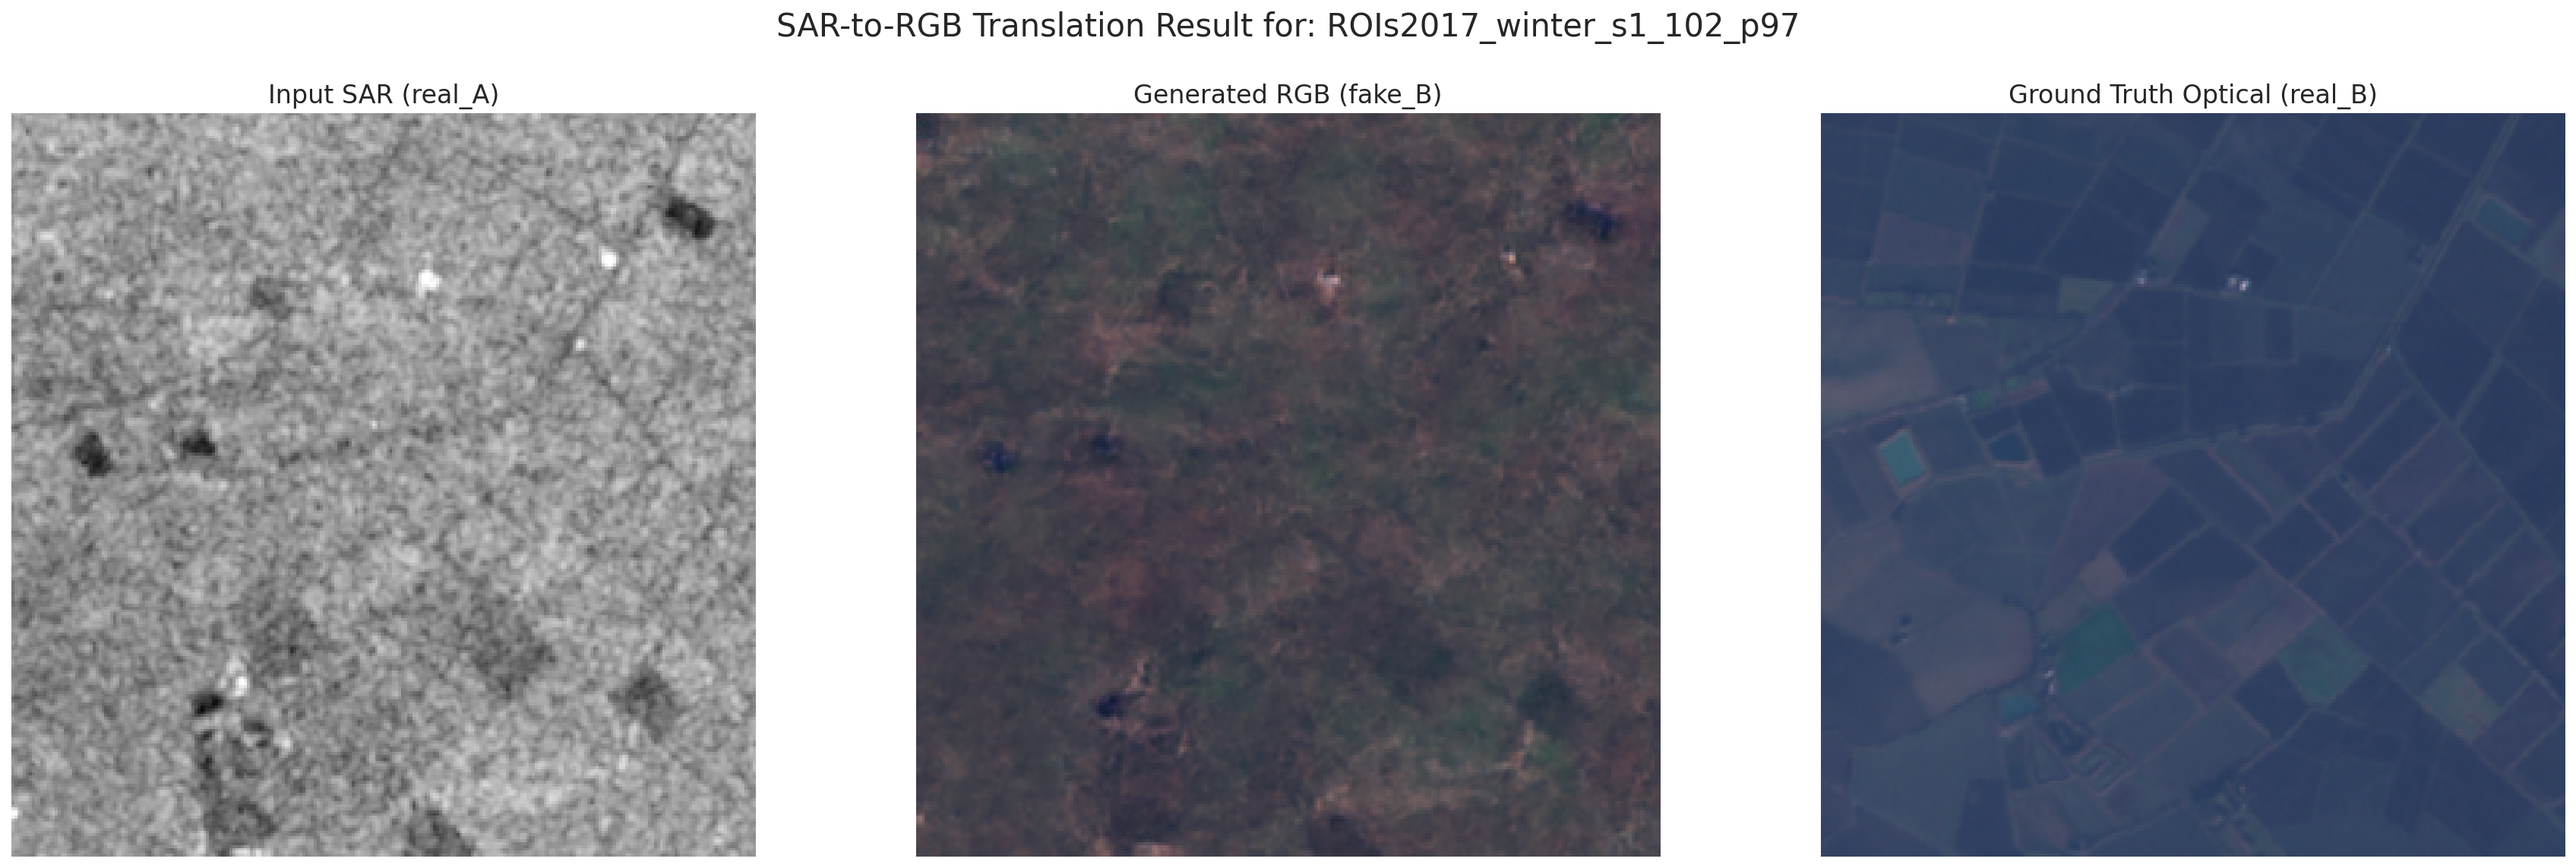 SAR-to-RGB Translation Result for: ROIs2017_winter_s1_102_p97
Input SAR (real_A)
Generated RGB (fake_B)
Ground Truth Optical (real_B)